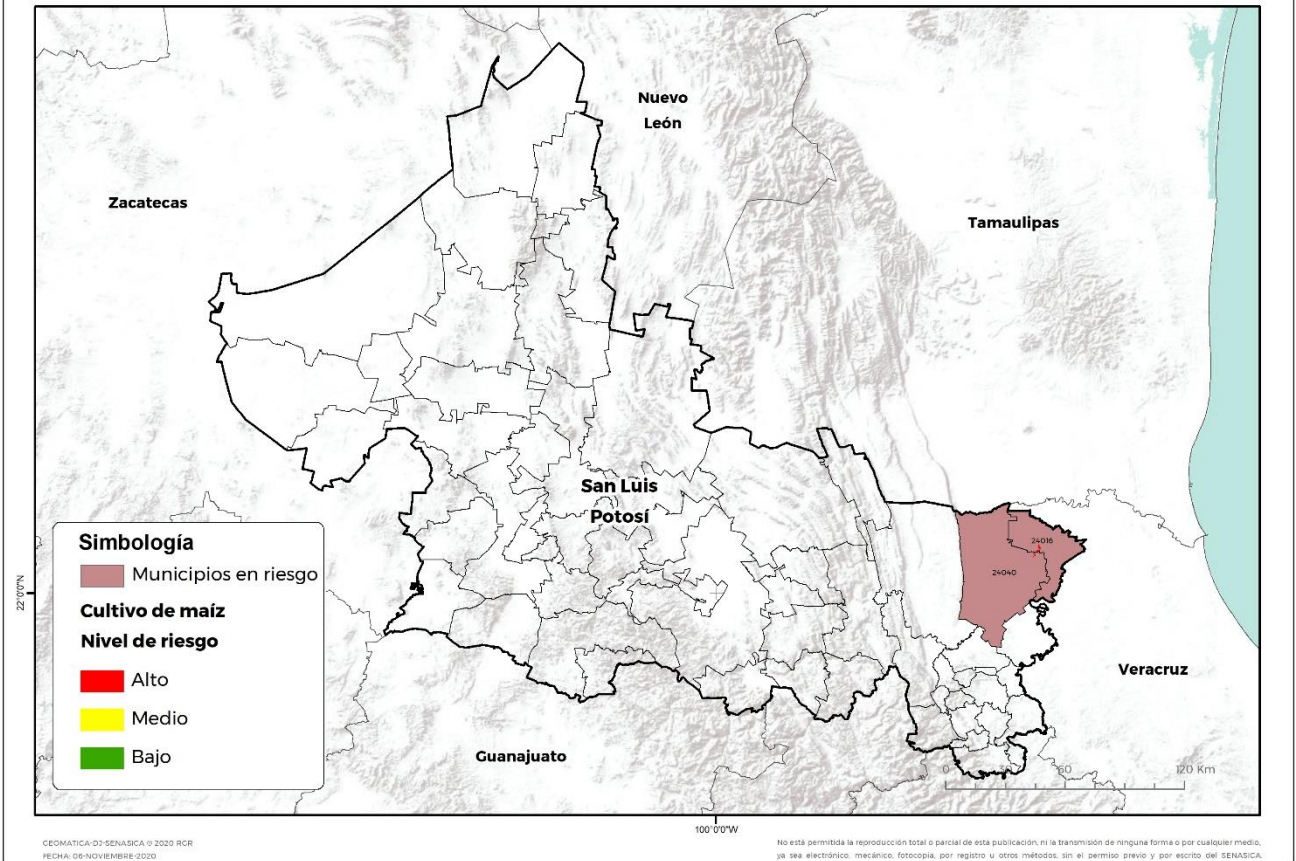 Nuevo
León
Zacatecas
Tamaulipas
San Luis
Potosí
24016
24040
Veracruz
Guanajuato
Simbología
Municipios en riesgo
Cultivo de maíz
Nivel de riesgo
Alto
Medio
Bajo
22°0'0"N
0 30 60 120 Km
100°0'0"W
GEOMATICA-DJ-SENASICA © 2020 RGR
FECHA: 06-NOVIEMBRE-2020
No está permitida la reproducción total o parcial de esta publicación, ni la transmisión de ninguna forma o por cualquier medio,
ya sea electrónico, mecánico, fotocopia, por registro u otros métodos, sin el permiso previo y por escrito del SENASICA.